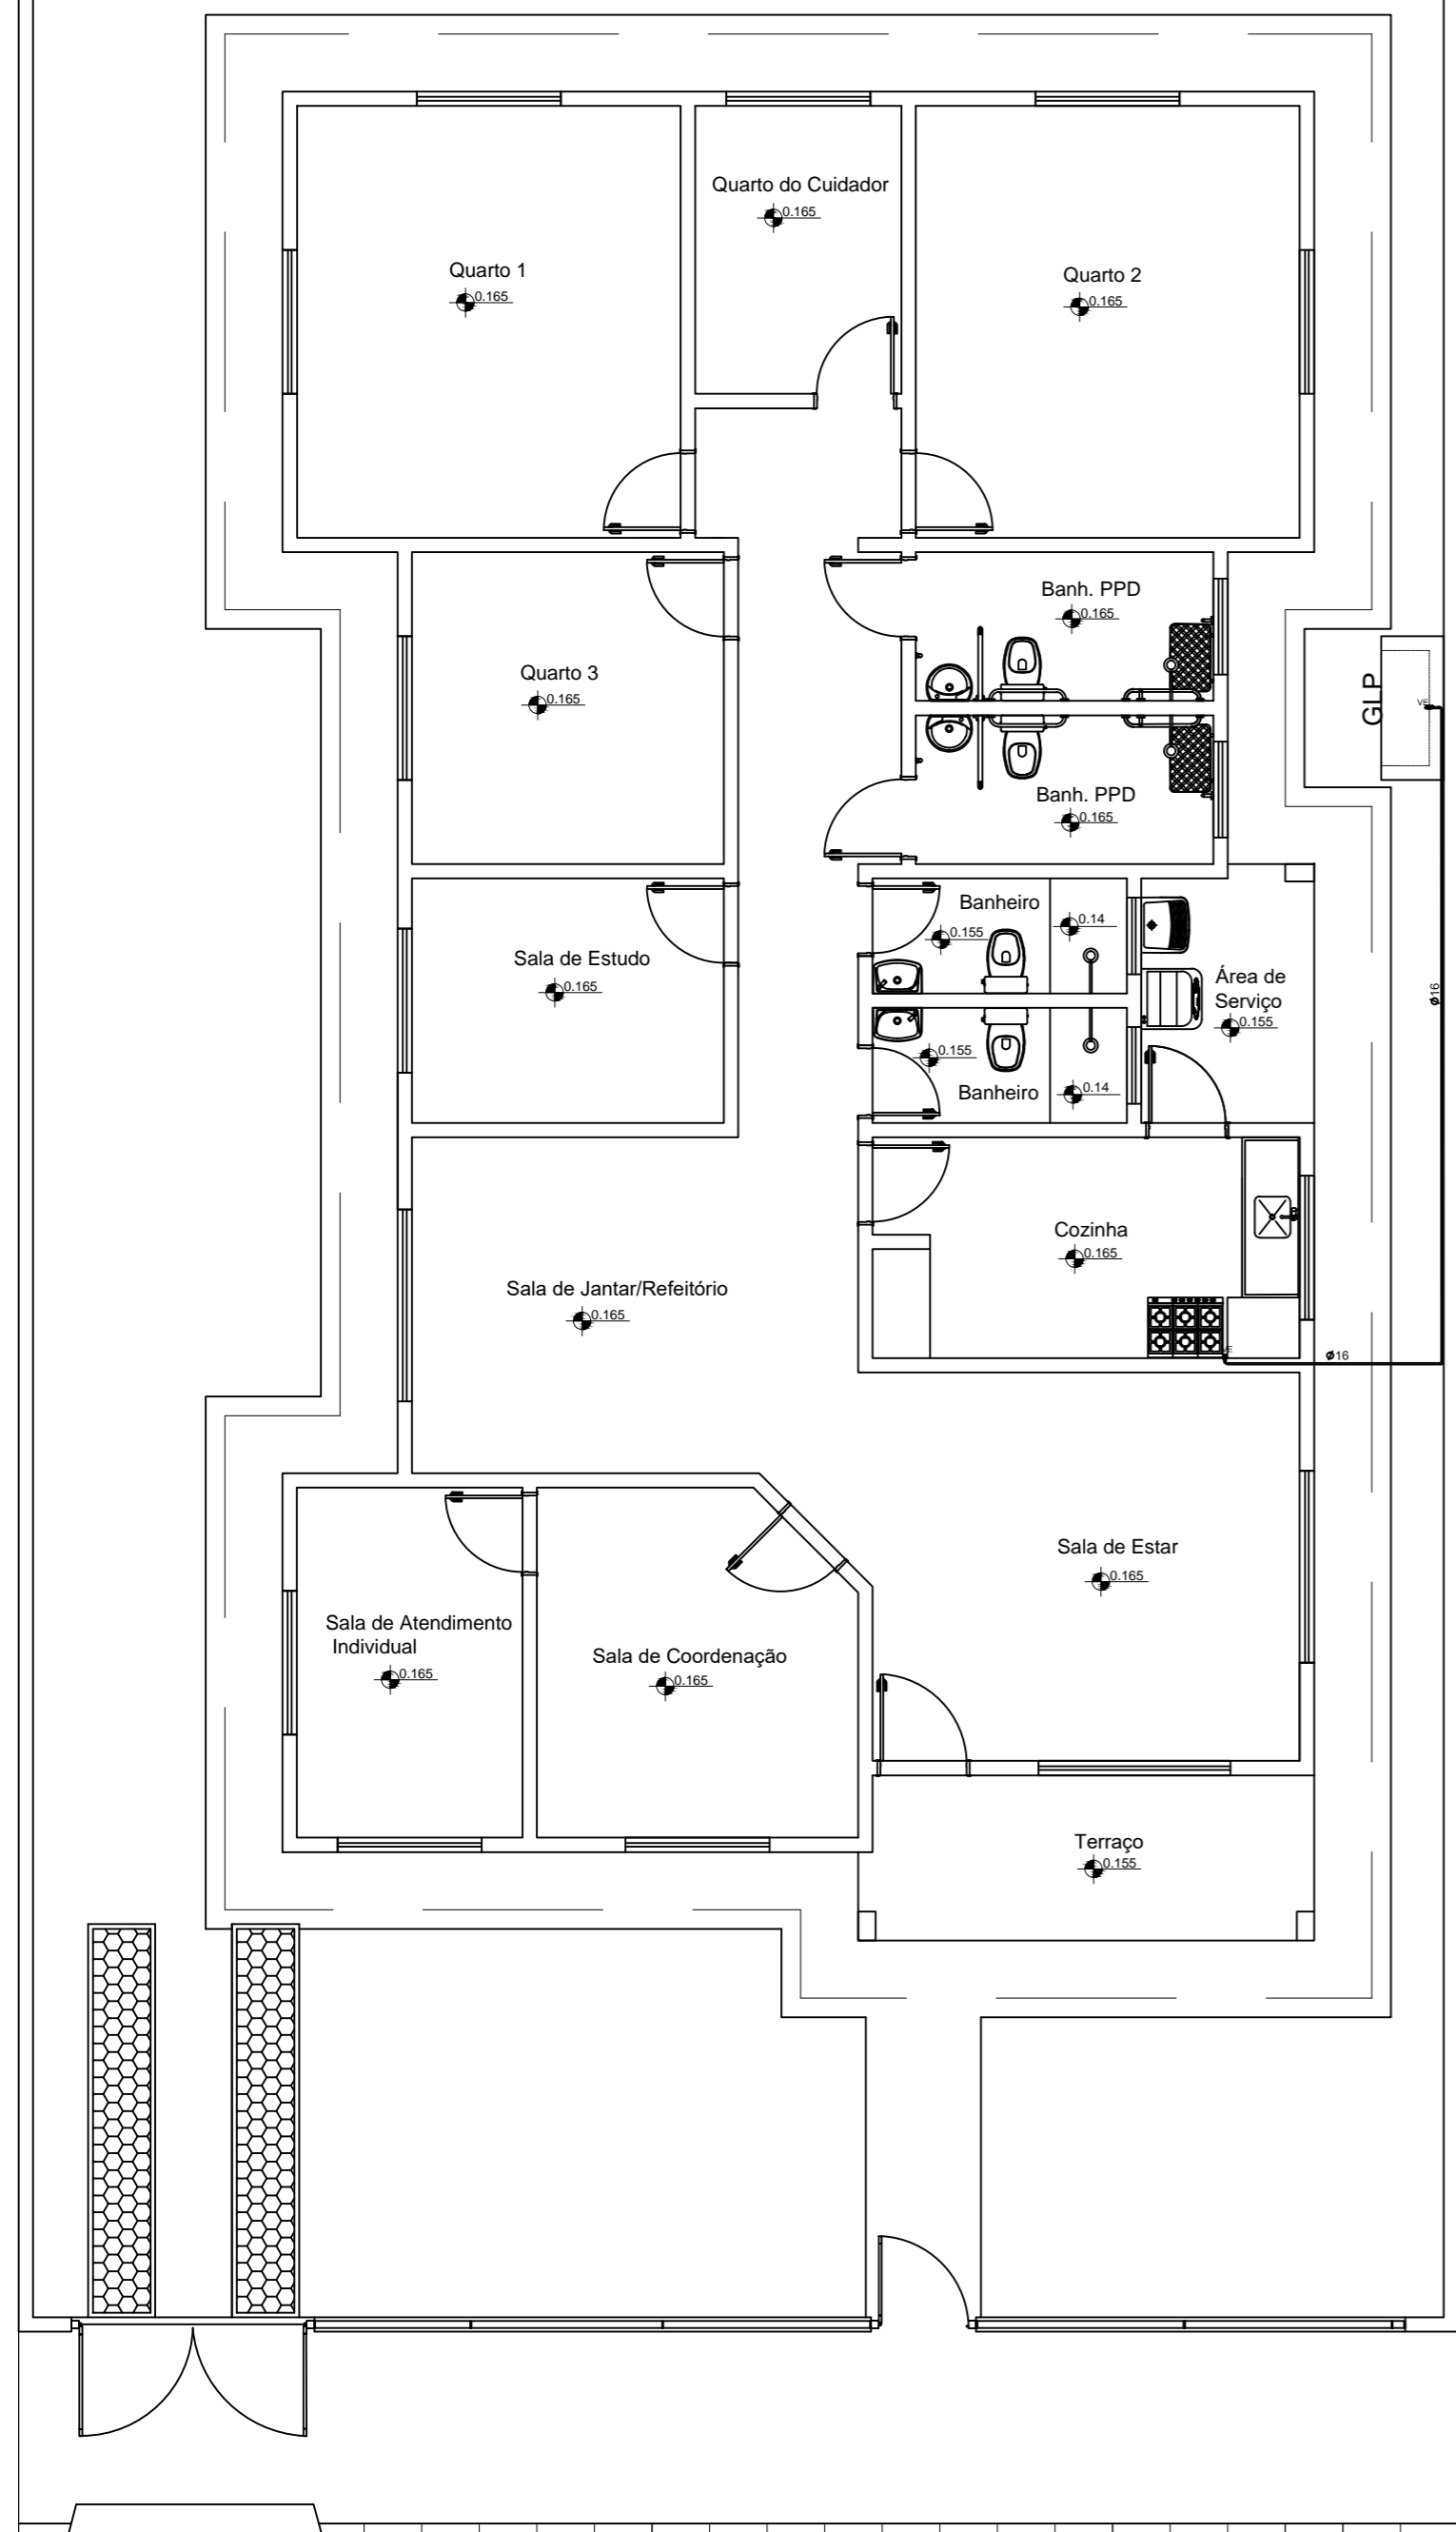 Quarto do Cuidador
0.165
Quarto 1
0.165
Quarto 2
0.165
Banh. PPD
0.165
Quarto 3
0.165
GLP
VE
Banh. PPD
0.165
Banheiro
0.155
0.14
Sala de Estudo
0.165
Área de
Serviço
0.155
ø16
0.155
Banheiro
0.14
Cozinha
0.165
Sala de Jantar/Refeitório
0.165
VE
ø16
Sala de Estar
0.165
Sala de Atendimento
Individual
0.165
Sala de Coordenação
0.165
Terraço
0.155